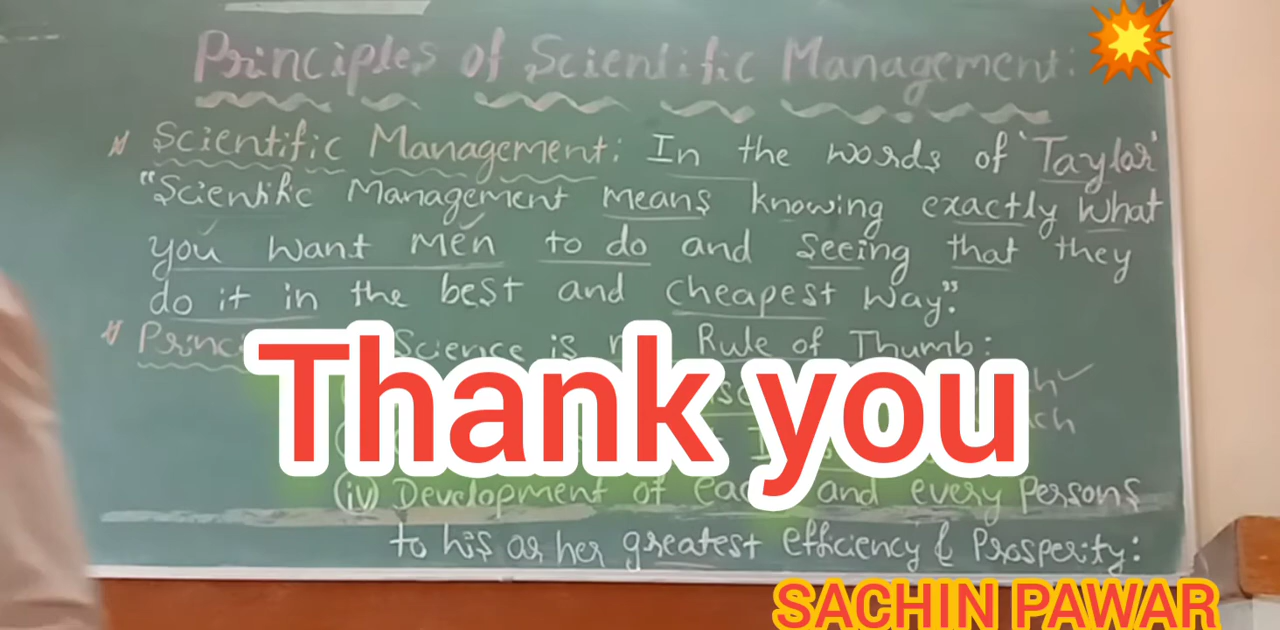 Principles of Scientific Management:
Scientific Management: In the words of 'Taylor'
"Scientific Management means knowing exactly what
you want men to do and seeing that they
do it in the best and cheapest way".
Science is Rule of Thumb:
Thank you
(iv) Development of each and every Persons
to his or her greatest efficiency & Prosperity:
SACHIN PAWAR